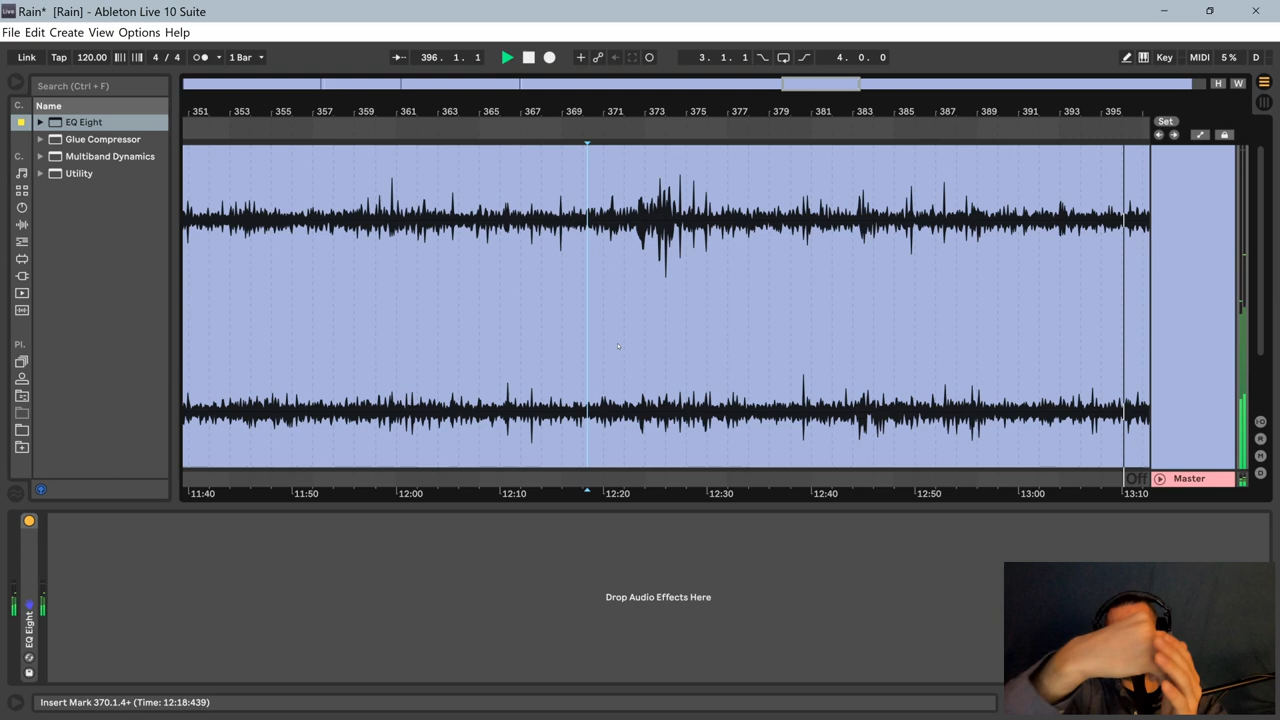 Live Rain* [Rain] - Ableton Live 10 Suite
File Edit Create View Options Help
Link Tap 120.00 4 / 4 1 Bar 396. 1. 1 3. 1. 1 4. 0. 0 Key MIDI 5 % D
Search (Ctrl + F)
H W
C. Name
351 353 355 357 359 361 363 365 367 369 371 373 375 377 379 381 383 385 387 389 391 393 395
EQ Eight
Set
Glue Compressor
C. Multiband Dynamics
Utility
Pl.
I·O
R
M
D
Off
Master
11:40 11:50 12:00 12:10 12:20 12:30 12:40 12:50 13:00 13:10
EQ Eight
Drop Audio Effects Here
Insert Mark 370.1.4+ (Time: 12:18:439)